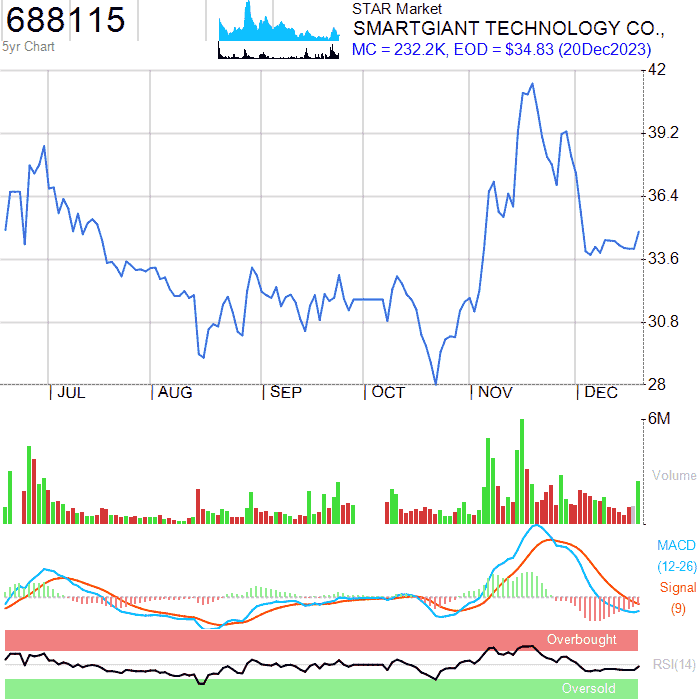 688115
5yr Chart
STAR Market
SMARTGIANT TECHNOLOGY CO.,
MC = 232.2K, EOD = $34.83 (20Dec2023)
42
39.2
36.4
33.6
30.8
28
JUL AUG SEP OCT NOV DEC
6M
Volume
MACD
(12-26)
Signal
(9)
Overbought
RSI(14)
Oversold